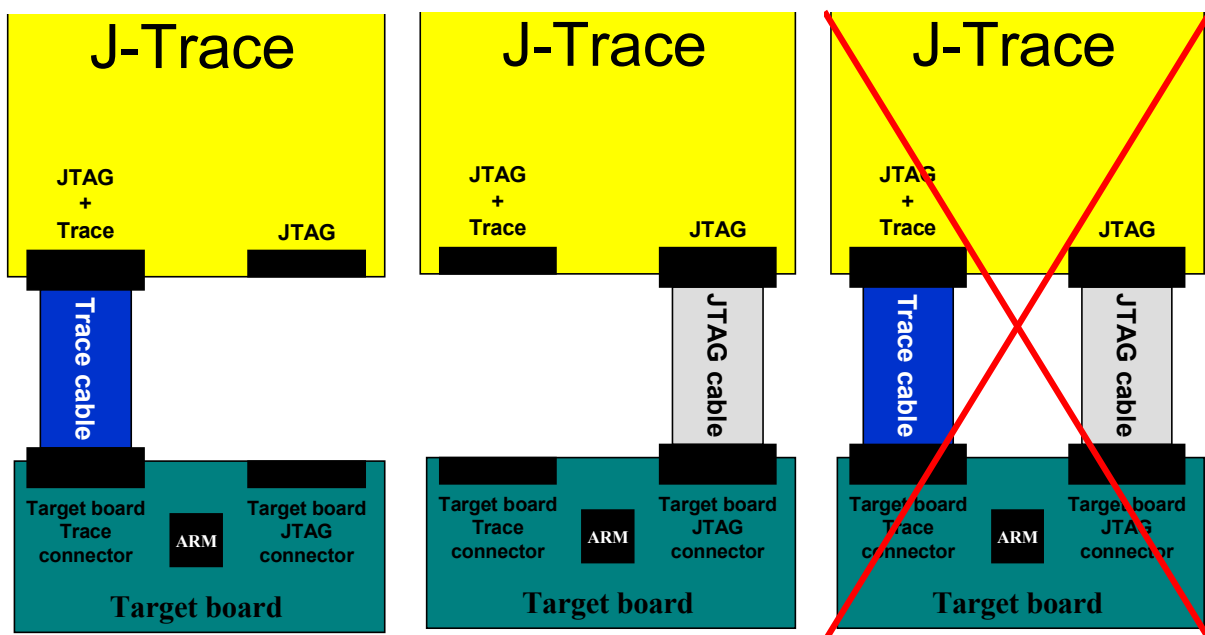 J-Trace
JTAG
+
Trace
JTAG
Trace cable
Target board
Trace
connector
ARM
Target board
JTAG
connector
Target board
J-Trace
JTAG
+
Trace
JTAG
JTAG cable
Target board
Trace
connector
ARM
Target board
JTAG
connector
Target board
J-Trace
JTAG
+
Trace
JTAG
Trace cable
JTAG cable
Target board
Trace
connector
ARM
Target board
JTAG
connector
Target board